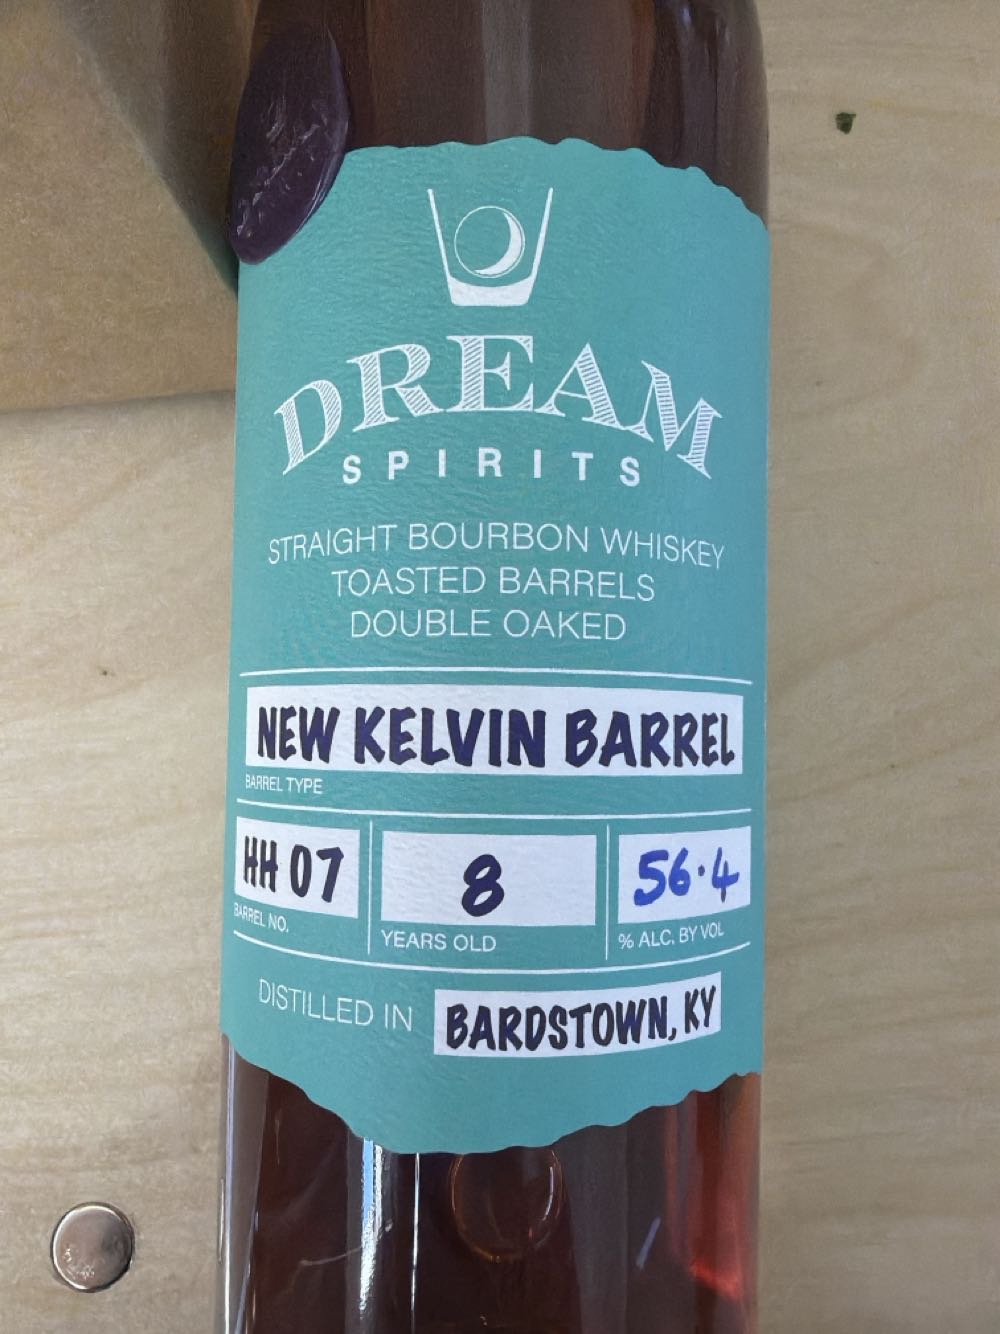 DREAM
SPIRITS
STRAIGHT BOURBON WHISKEY
TOASTED BARRELS
DOUBLE OAKED
NEW KELVIN BARREL
BARREL TYPE
HH 07 8 56.4
BARREL NO. YEARS OLD % ALC. BY VOL
DISTILLED IN BARDSTOWN, KY